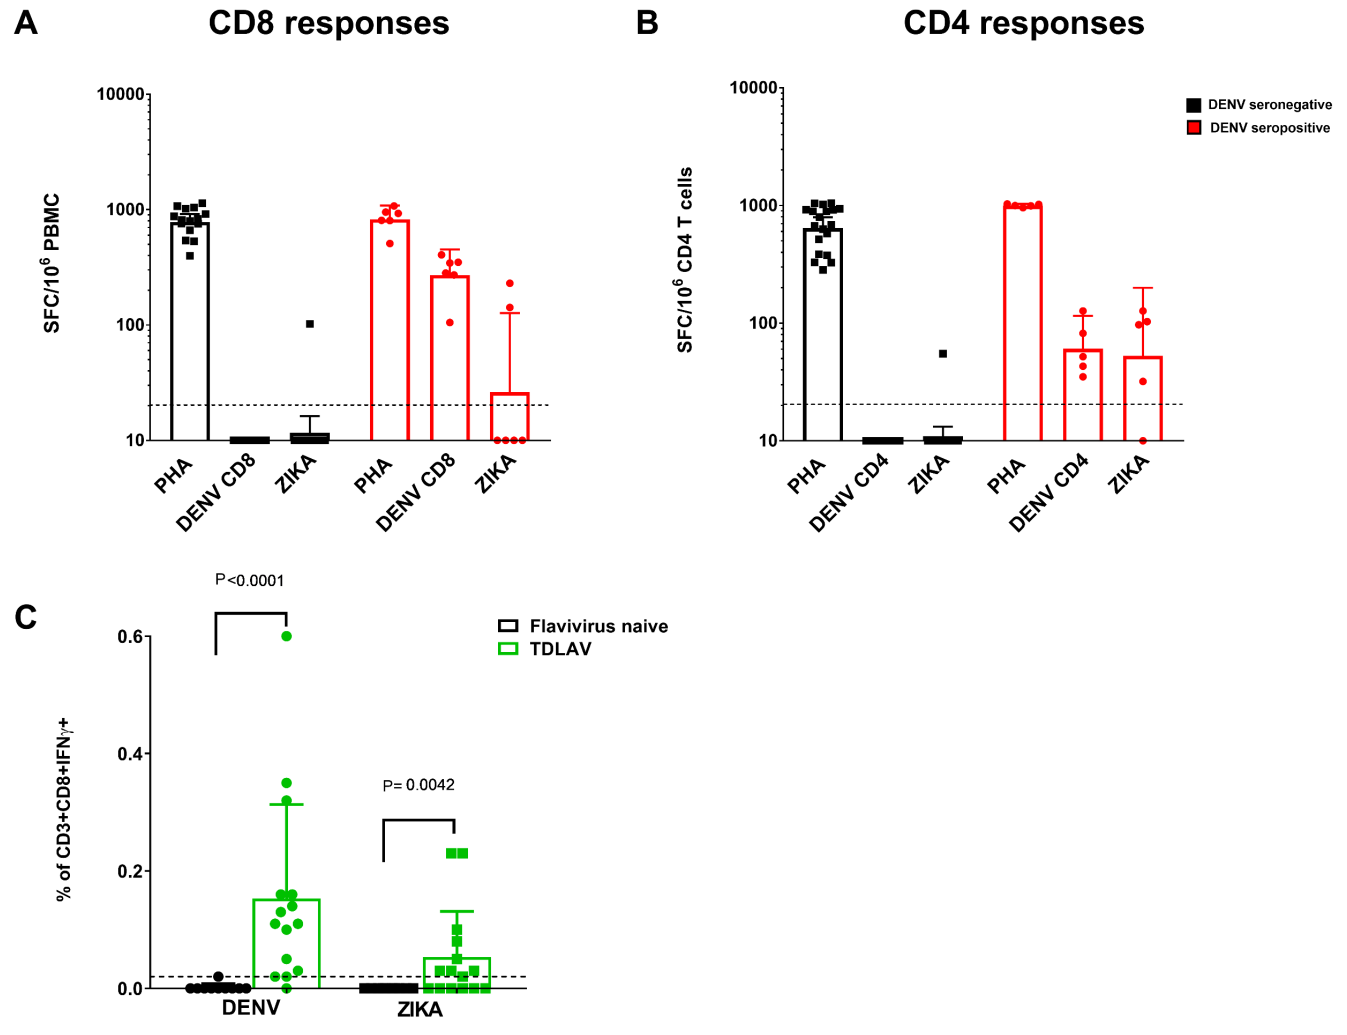 A
CD8 responses
B
CD4 responses
SFC/10⁶ PBMC
10000
1000
100
10
PHA
DENV CD8
ZIKA
PHA
DENV CD8
ZIKA
SFC/10⁶ CD4 T cells
10000
1000
100
10
PHA
DENV CD4
ZIKA
PHA
DENV CD4
ZIKA
DENV seronegative
DENV seropositive
C
% of CD3+CD8+IFNγ+
0.6
0.4
0.2
0.0
P<0.0001
P= 0.0042
DENV
ZIKA
Flavivirus naive
TDLAV